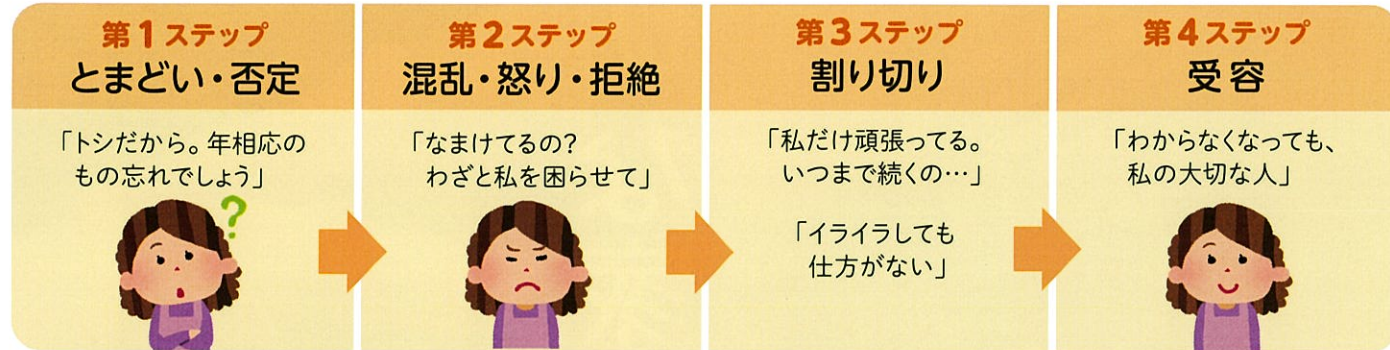 第1ステップ
とまどい・否定
「トシだから。年相応の
もの忘れでしょう」
?
第2ステップ
混乱・怒り・拒絶
「なまけてるの?
わざと私を困らせて」
第3ステップ
割り切り
「私だけ頑張ってる。
いつまで続くの…」
「イライラしても
仕方がない」
第4ステップ
受容
「わからなくなっても、
私の大切な人」